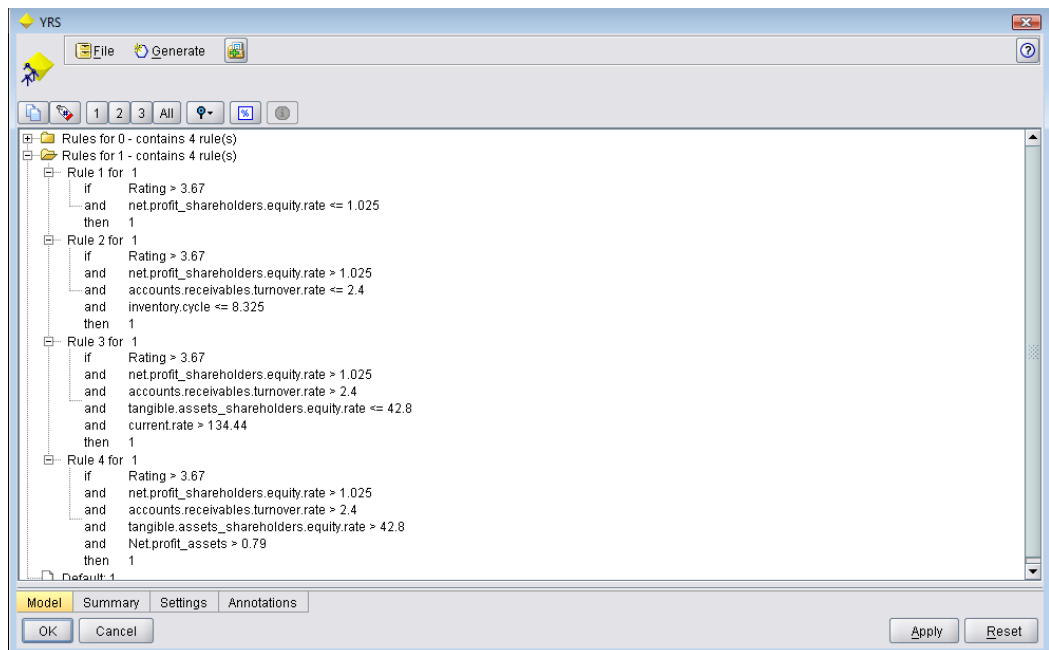 YRS
File Generate
1 2 3 All %
Rules for 0 - contains 4 rule(s)
Rules for 1 - contains 4 rule(s)
Rule 1 for 1
if Rating > 3.67
and net.profit_shareholders.equity.rate <= 1.025
then 1
Rule 2 for 1
if Rating > 3.67
and net.profit_shareholders.equity.rate > 1.025
and accounts.receivables.turnover.rate <= 2.4
and inventory.cycle <= 8.325
then 1
Rule 3 for 1
if Rating > 3.67
and net.profit_shareholders.equity.rate > 1.025
and accounts.receivables.turnover.rate > 2.4
and tangible.assets_shareholders.equity.rate <= 42.8
and current.rate > 134.44
then 1
Rule 4 for 1
if Rating > 3.67
and net.profit_shareholders.equity.rate > 1.025
and accounts.receivables.turnover.rate > 2.4
and tangible.assets_shareholders.equity.rate > 42.8
and Net.profit_assets > 0.79
then 1
Default: 1
Model Summary Settings Annotations
OK Cancel Apply Reset